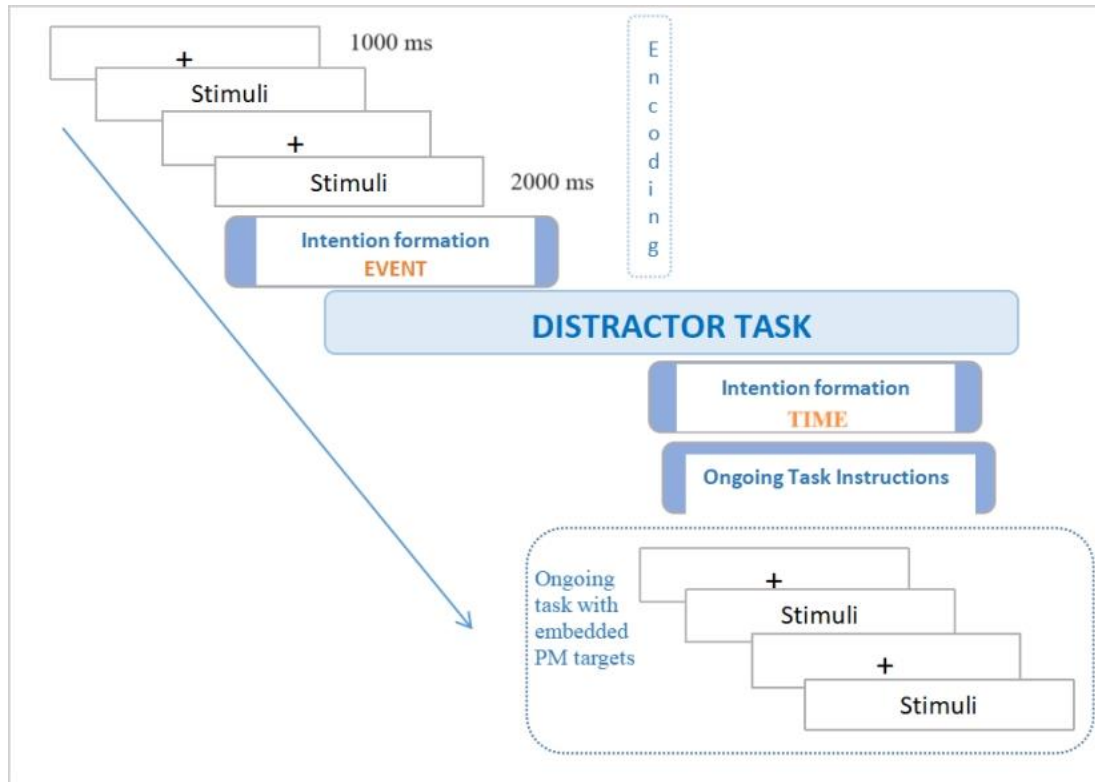 +
1000 ms
Stimuli
+
Stimuli
2000 ms
E
n
c
o
d
i
n
g
Intention formation
EVENT
DISTRACTOR TASK
Intention formation
TIME
Ongoing Task Instructions
Ongoing
task with
embedded
PM targets
+
Stimuli
+
Stimuli